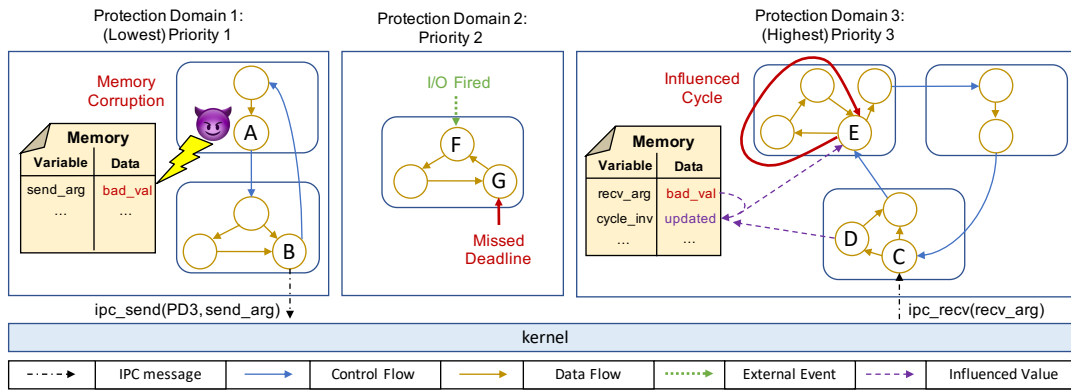 Protection Domain 1:
(Lowest) Priority 1
Protection Domain 2:
Priority 2
Protection Domain 3:
(Highest) Priority 3
Memory
Corruption
A
Memory
Variable Data
send_arg bad_val
... ...
B
I/O Fired
F
G
Missed
Deadline
Influenced
Cycle
E
Memory
Variable Data
recv_arg bad_val
cycle_inv updated
... ...
D
C
ipc_send(PD3, send_arg)
ipc_recv(recv_arg)
kernel
IPC message Control Flow Data Flow External Event Influenced Value